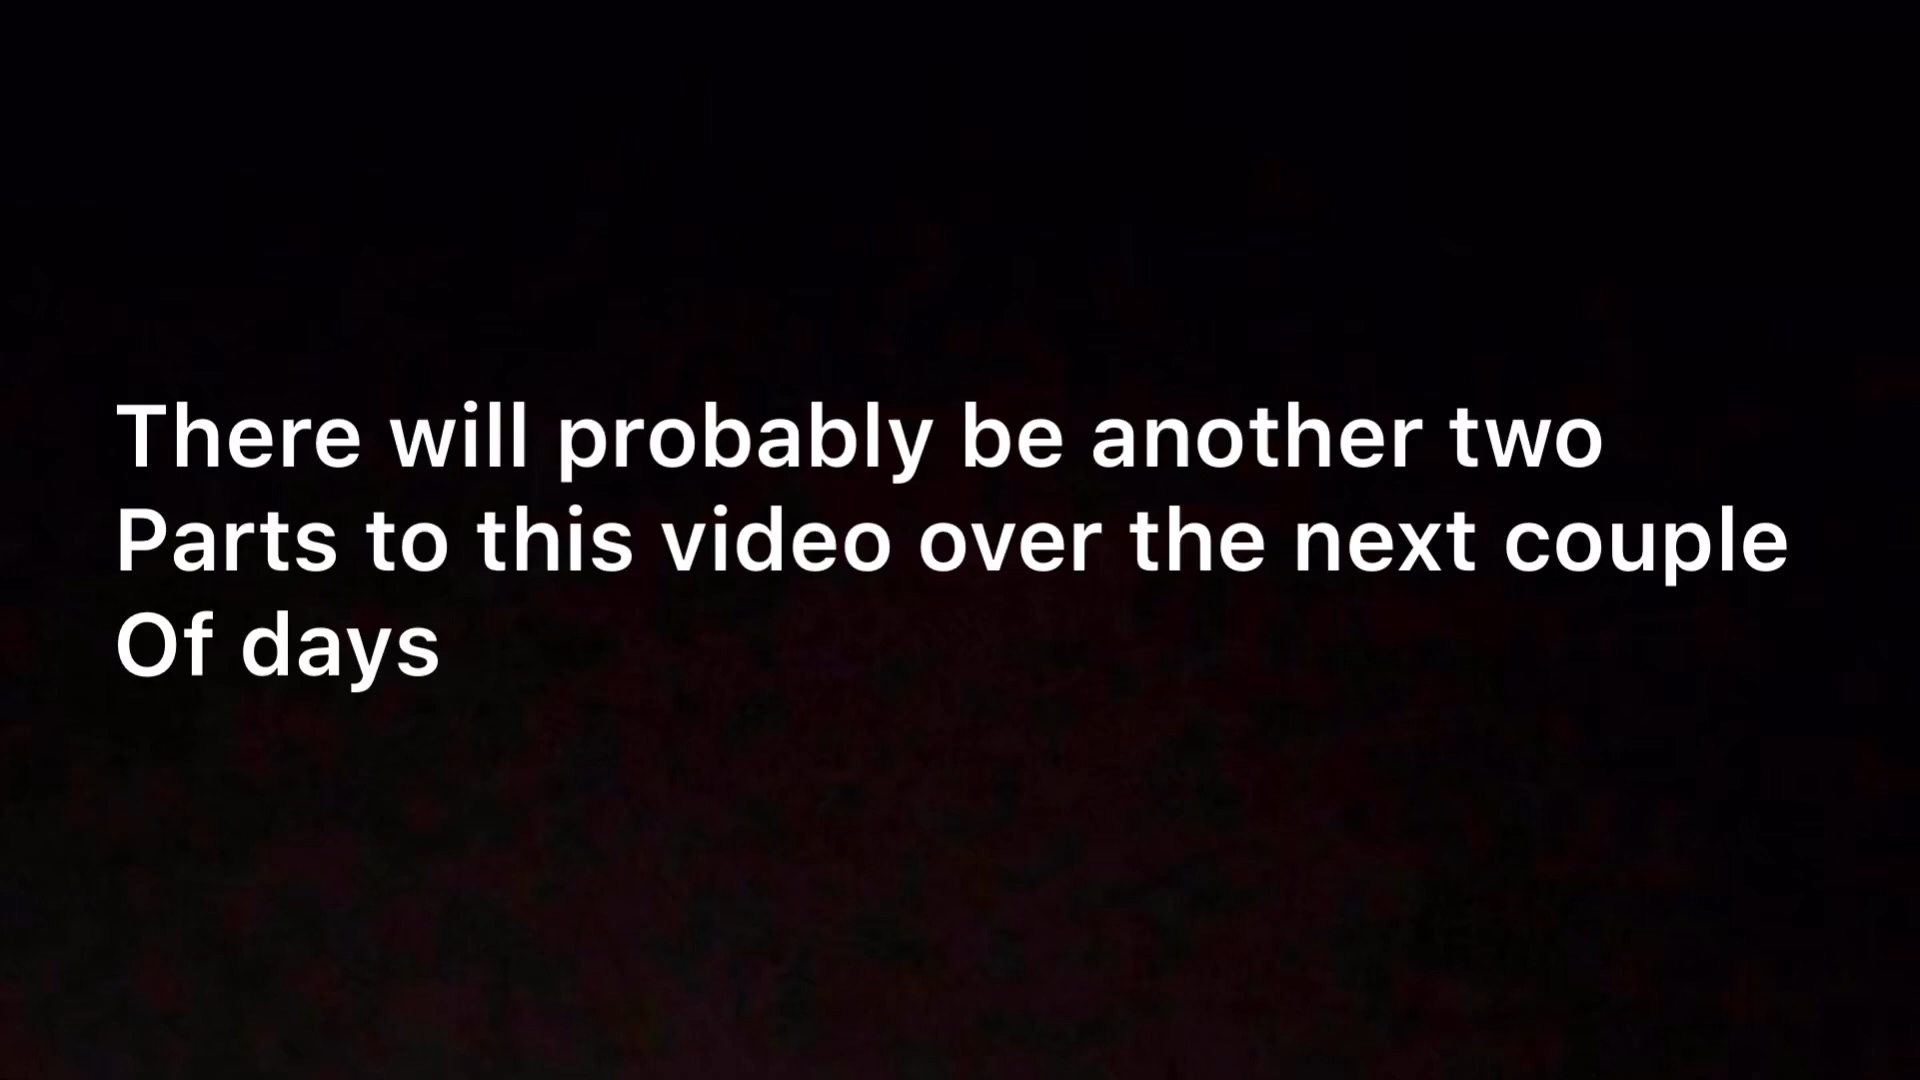 There will probably be another two
Parts to this video over the next couple
Of days